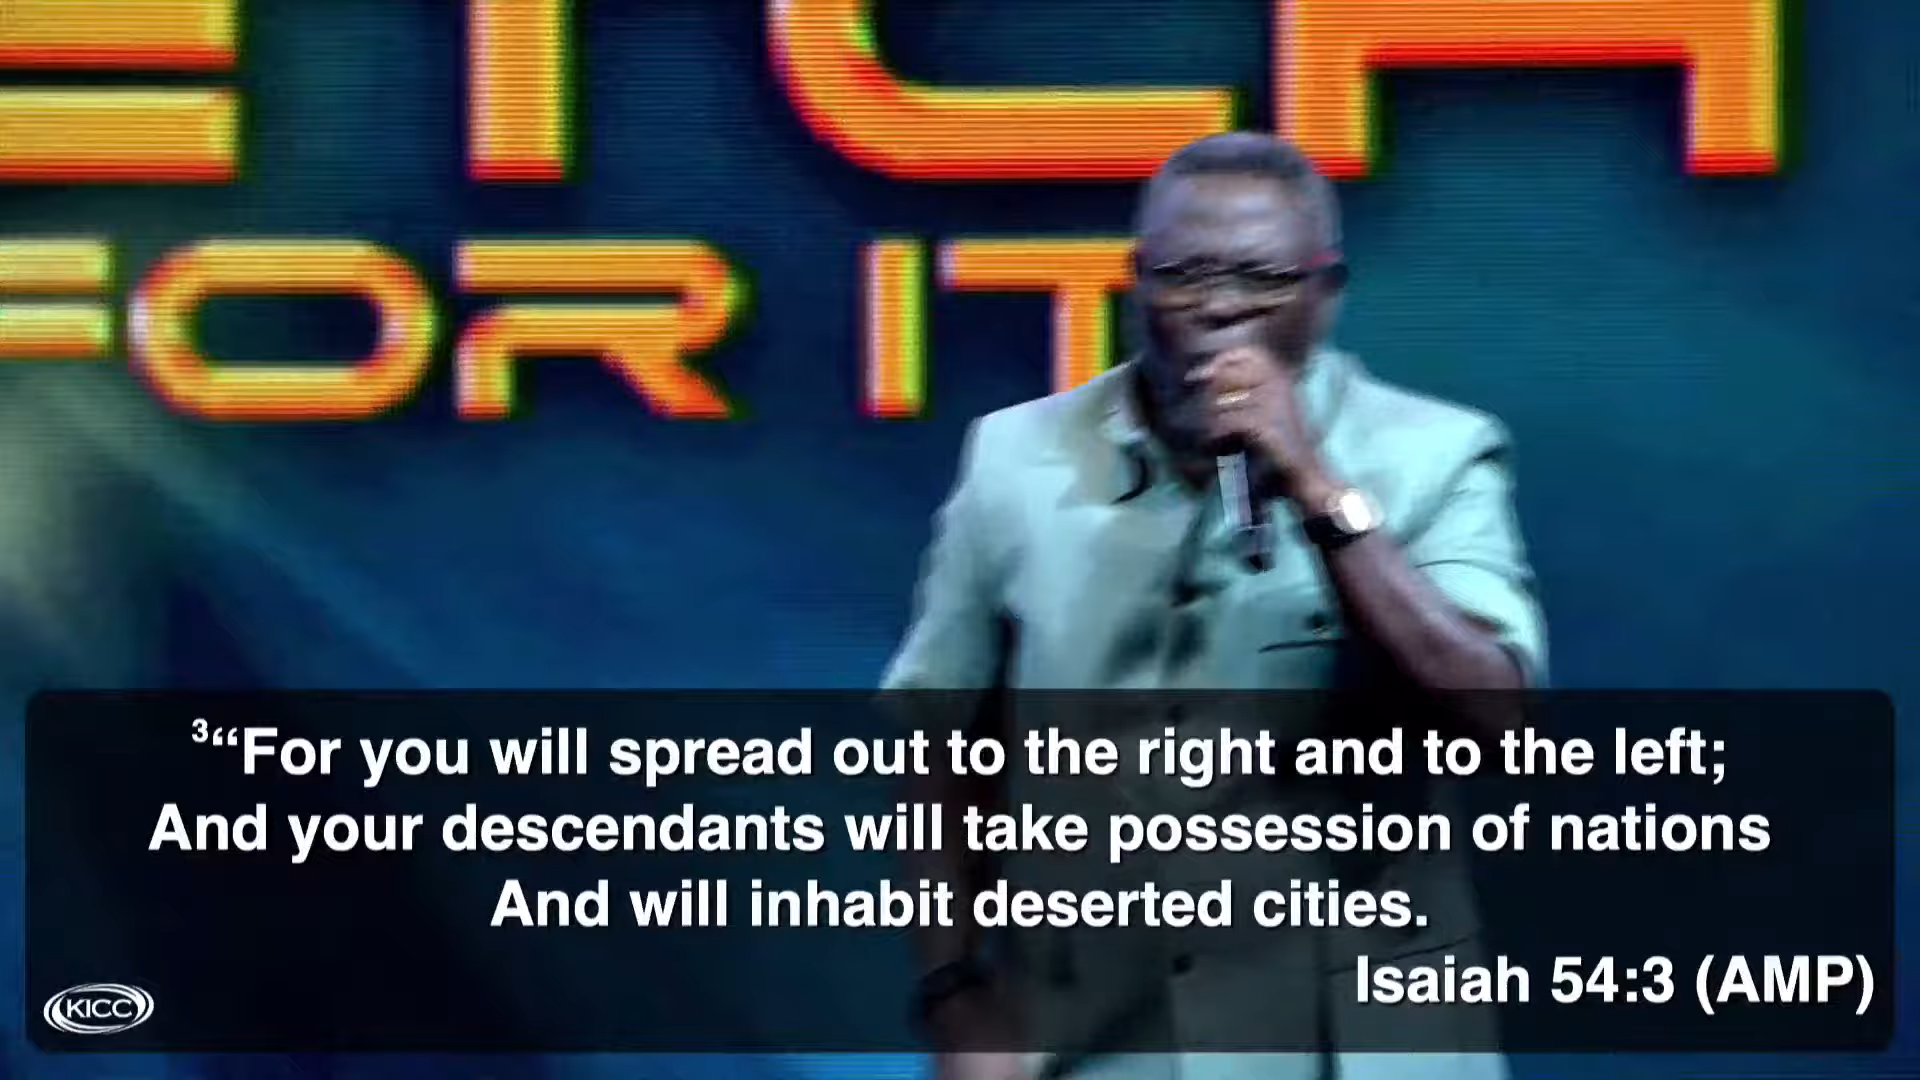 ETCH
FOR IT
³“For you will spread out to the right and to the left;
And your descendants will take possession of nations
And will inhabit deserted cities.
Isaiah 54:3 (AMP)
KICC